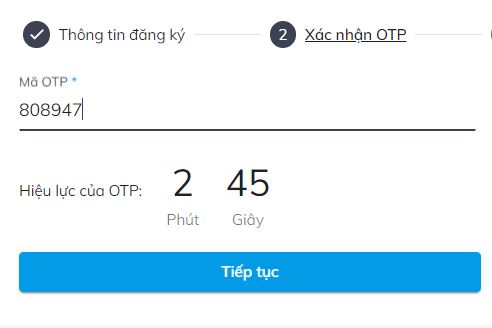 Thông tin đăng ký
2 Xác nhận OTP
Mã OTP *
808947
Hiệu lực của OTP: 2 45
Phút Giây
Tiếp tục